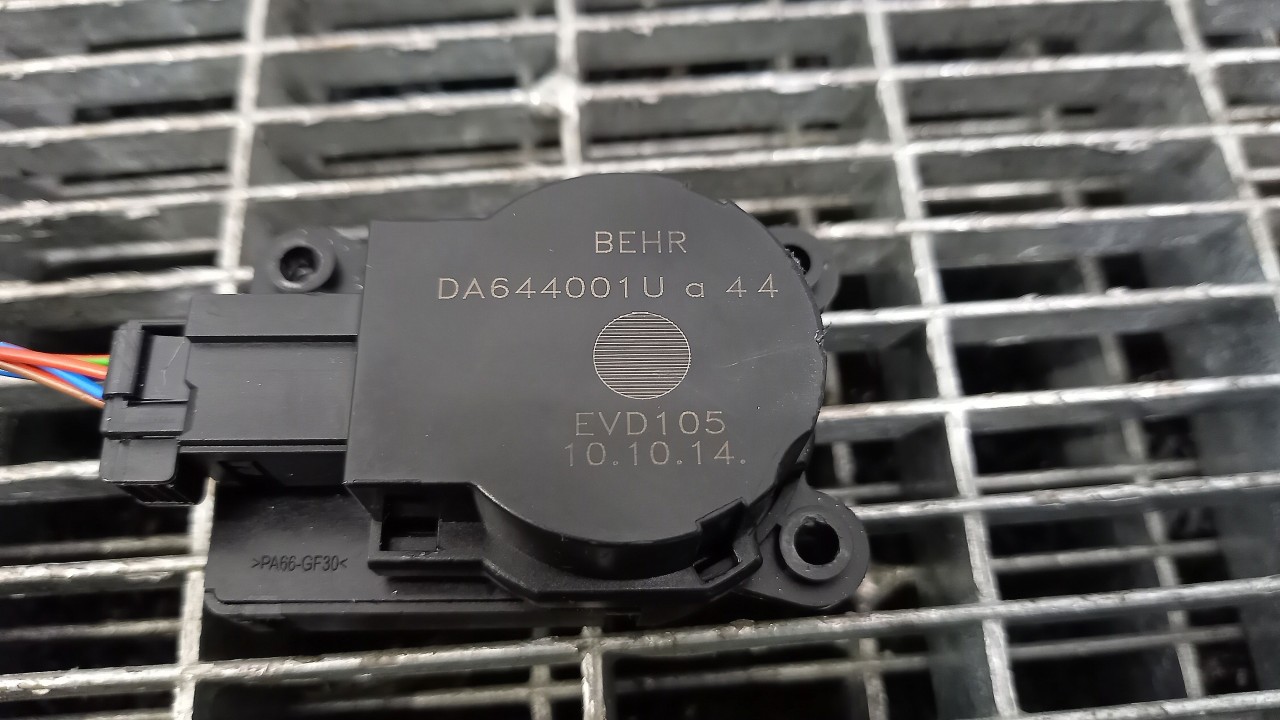 BEHR
DA644001U a 44
EVD105
10.10.14.
>PA66-GF30<